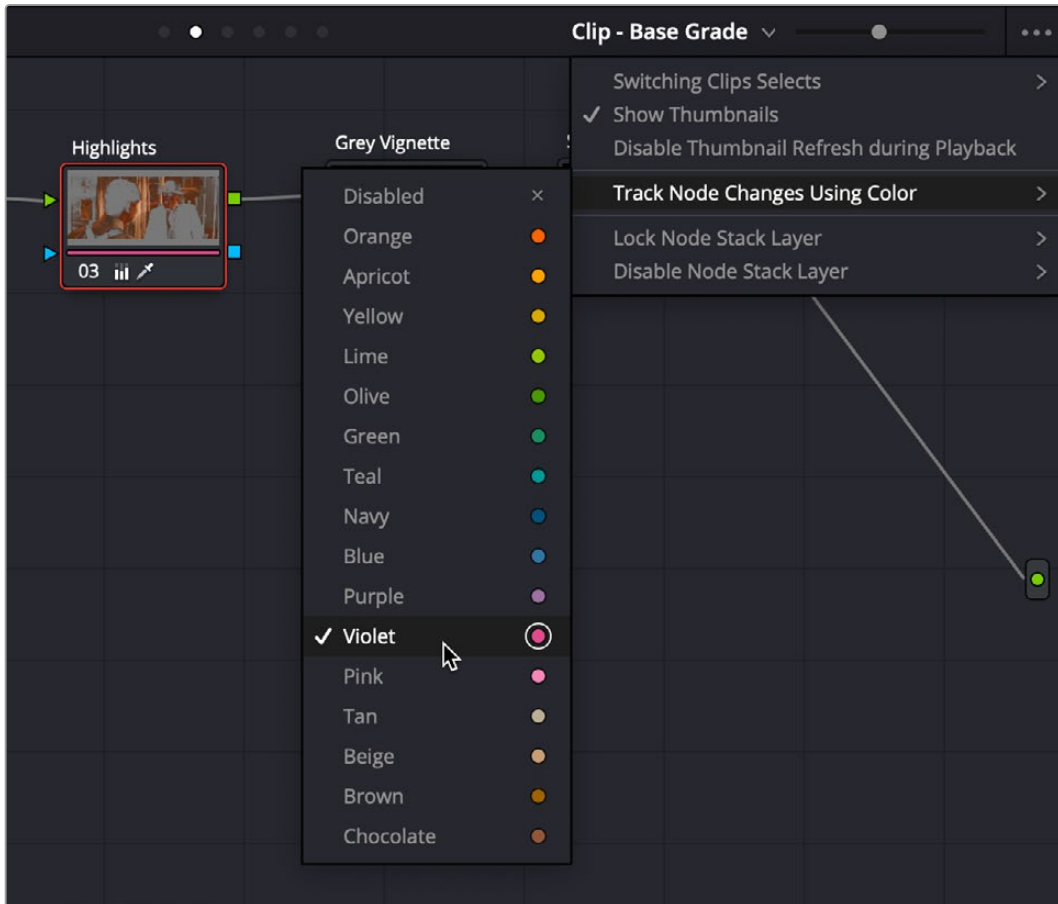 Clip - Base Grade
Switching Clips Selects
Show Thumbnails
Disable Thumbnail Refresh during Playback
Track Node Changes Using Color
Lock Node Stack Layer
Disable Node Stack Layer
Highlights
03
Grey Vignette
Disabled
Orange
Apricot
Yellow
Lime
Olive
Green
Teal
Navy
Blue
Purple
Violet
Pink
Tan
Beige
Brown
Chocolate